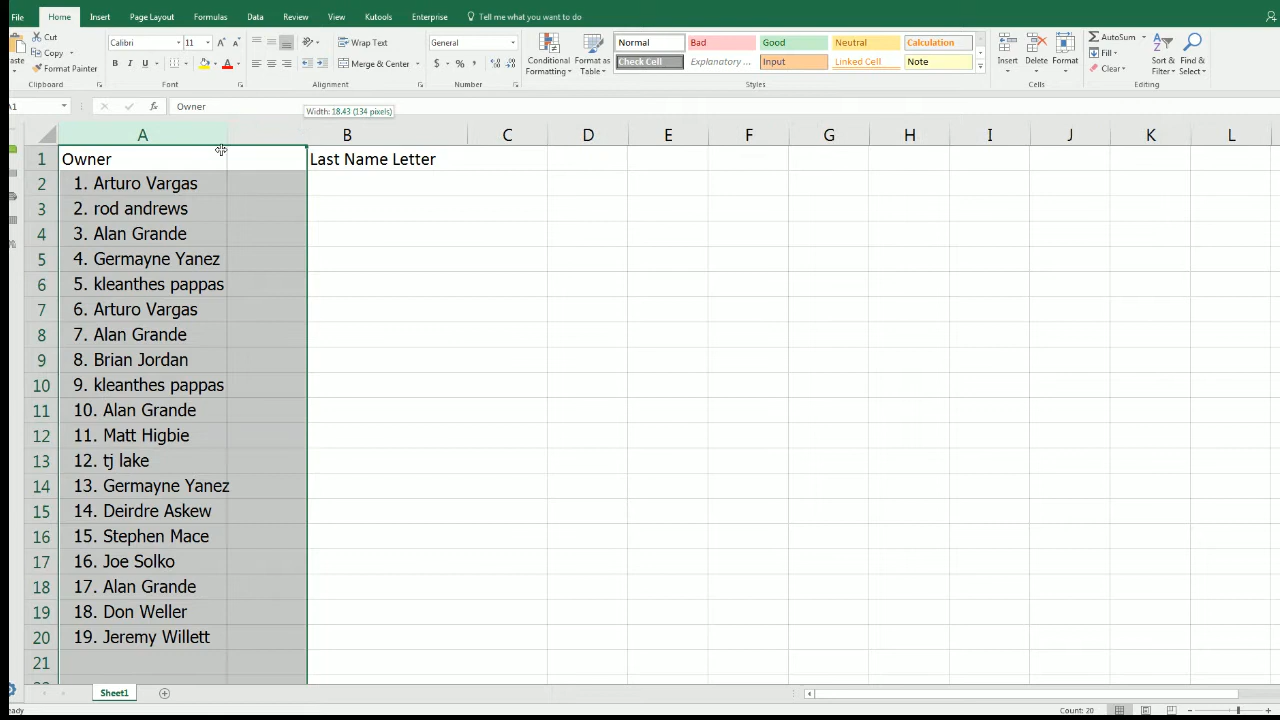 File Home Insert Page Layout Formulas Data Review View Kutools Enterprise Tell me what you want to do
Cut Calibri 11 A A Wrap Text General Normal Bad Good Neutral Calculation AutoSum
Copy Conditional Format as Insert Delete Format Fill Sort & Find &
Paste Format Painter B I U A Merge & Center $ % , Formatting Table Check Cell Explanatory ... Input Linked Cell Note Clear Filter Select
Clipboard Font Alignment Number Styles Cells Editing
A1 fx Owner Width: 18.43 (134 pixels)
A B C D E F G H I J K L
1 Owner Last Name Letter
2 1. Arturo Vargas
3 2. rod andrews
4 3. Alan Grande
5 4. Germayne Yanez
6 5. kleanthes pappas
7 6. Arturo Vargas
8 7. Alan Grande
9 8. Brian Jordan
10 9. kleanthes pappas
11 10. Alan Grande
12 11. Matt Higbie
13 12. tj lake
14 13. Germayne Yanez
15 14. Deirdre Askew
16 15. Stephen Mace
17 16. Joe Solko
18 17. Alan Grande
19 18. Don Weller
20 19. Jeremy Willett
21
Sheet1
eady Count: 20